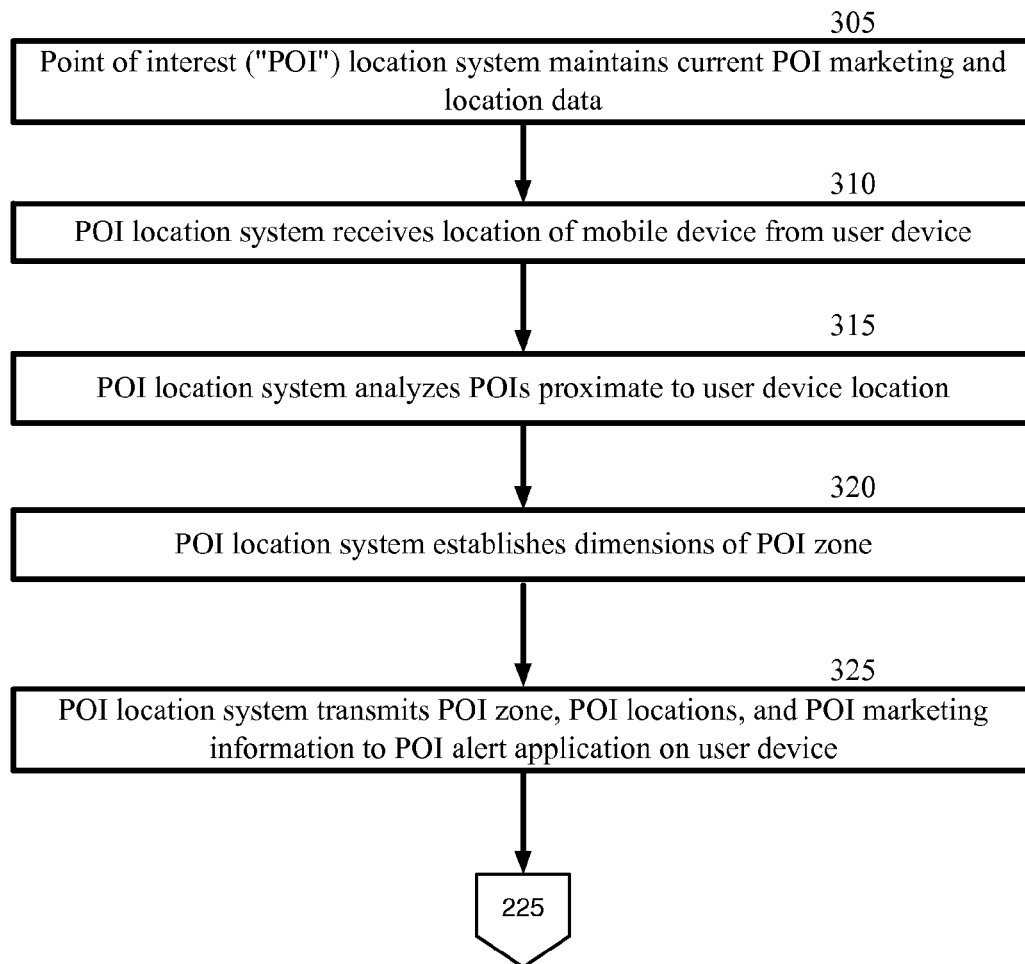 305
Point of interest ("POI") location system maintains current POI marketing and
location data
310
POI location system receives location of mobile device from user device
315
POI location system analyzes POIs proximate to user device location
320
POI location system establishes dimensions of POI zone
325
POI location system transmits POI zone, POI locations, and POI marketing
information to POI alert application on user device
225